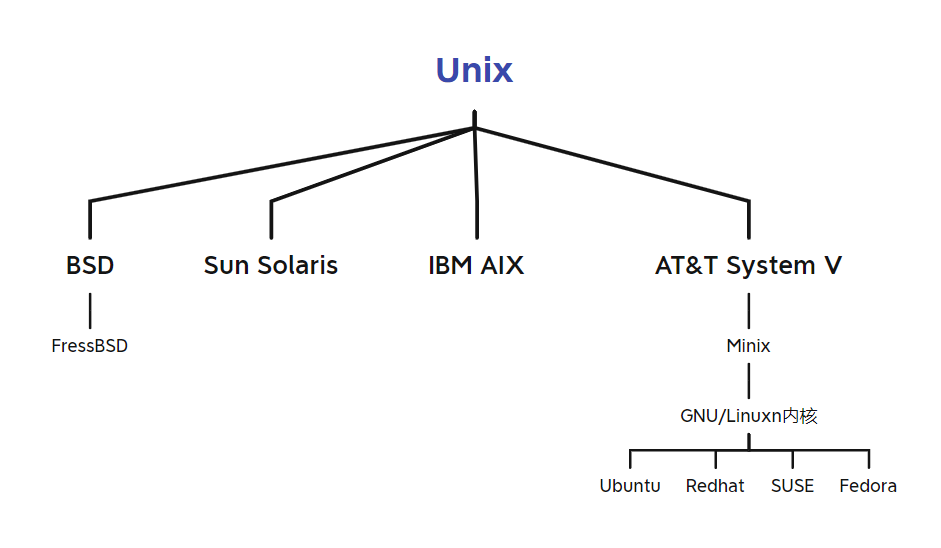 Unix
BSD
Sun Solaris
IBM AIX
AT&T System V
FressBSD
Minix
GNU/Linuxn内核
Ubuntu
Redhat
SUSE
Fedora